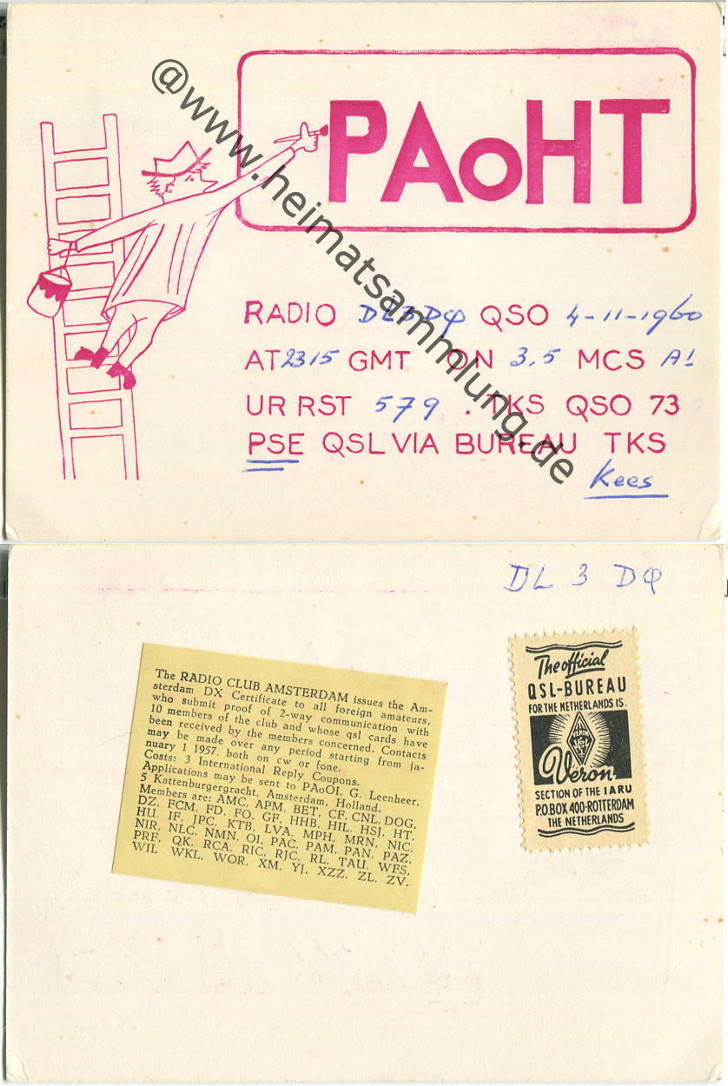 @www.heimatsammlung.de
PAoHT
RADIO DL3DQ QSO 4-11-1960
AT 2315 GMT ON 3,5 MCS A1
UR RST 579 . TKS QSO 73
PSE QSL VIA BUREAU TKS
Kees
DL 3 DQ
The RADIO CLUB AMSTERDAM issues the Am-
sterdam DX Certificate to all foreign amateurs,
who submit proof of 2-way communication with
10 members of the club and whose qsl cards have
been received by the members concerned. Contacts
may be made over any period starting from ja-
nuary 1 1957, both on cw or fone.
Costs: 3 International Reply Coupons.
Applications may be sent to PAoOI, G. Leenheer,
5 Kattenburgergracht, Amsterdam, Holland.
Members are: AMC, APM, BET, CF, CNL, DOG,
DZ, FCM, FD, FO, GF, HHB, HIL, HSJ, HT,
HU, IF, JPC, KTB, LVA, MPH, MRN, NIC,
NIR, NLC, NMN, OI, PAC, PAM, PAN, PAZ,
PRF, QK, RCA, RIC, RJC, RL, TAU, WFS,
WIL WKL, WOR, XM, YJ, XZZ, ZL, ZV.
The official
QSL-BUREAU
FOR THE NETHERLANDS IS.
Veron
SECTION OF THE IARU
P.O.BOX 400-ROTTERDAM
THE NETHERLANDS